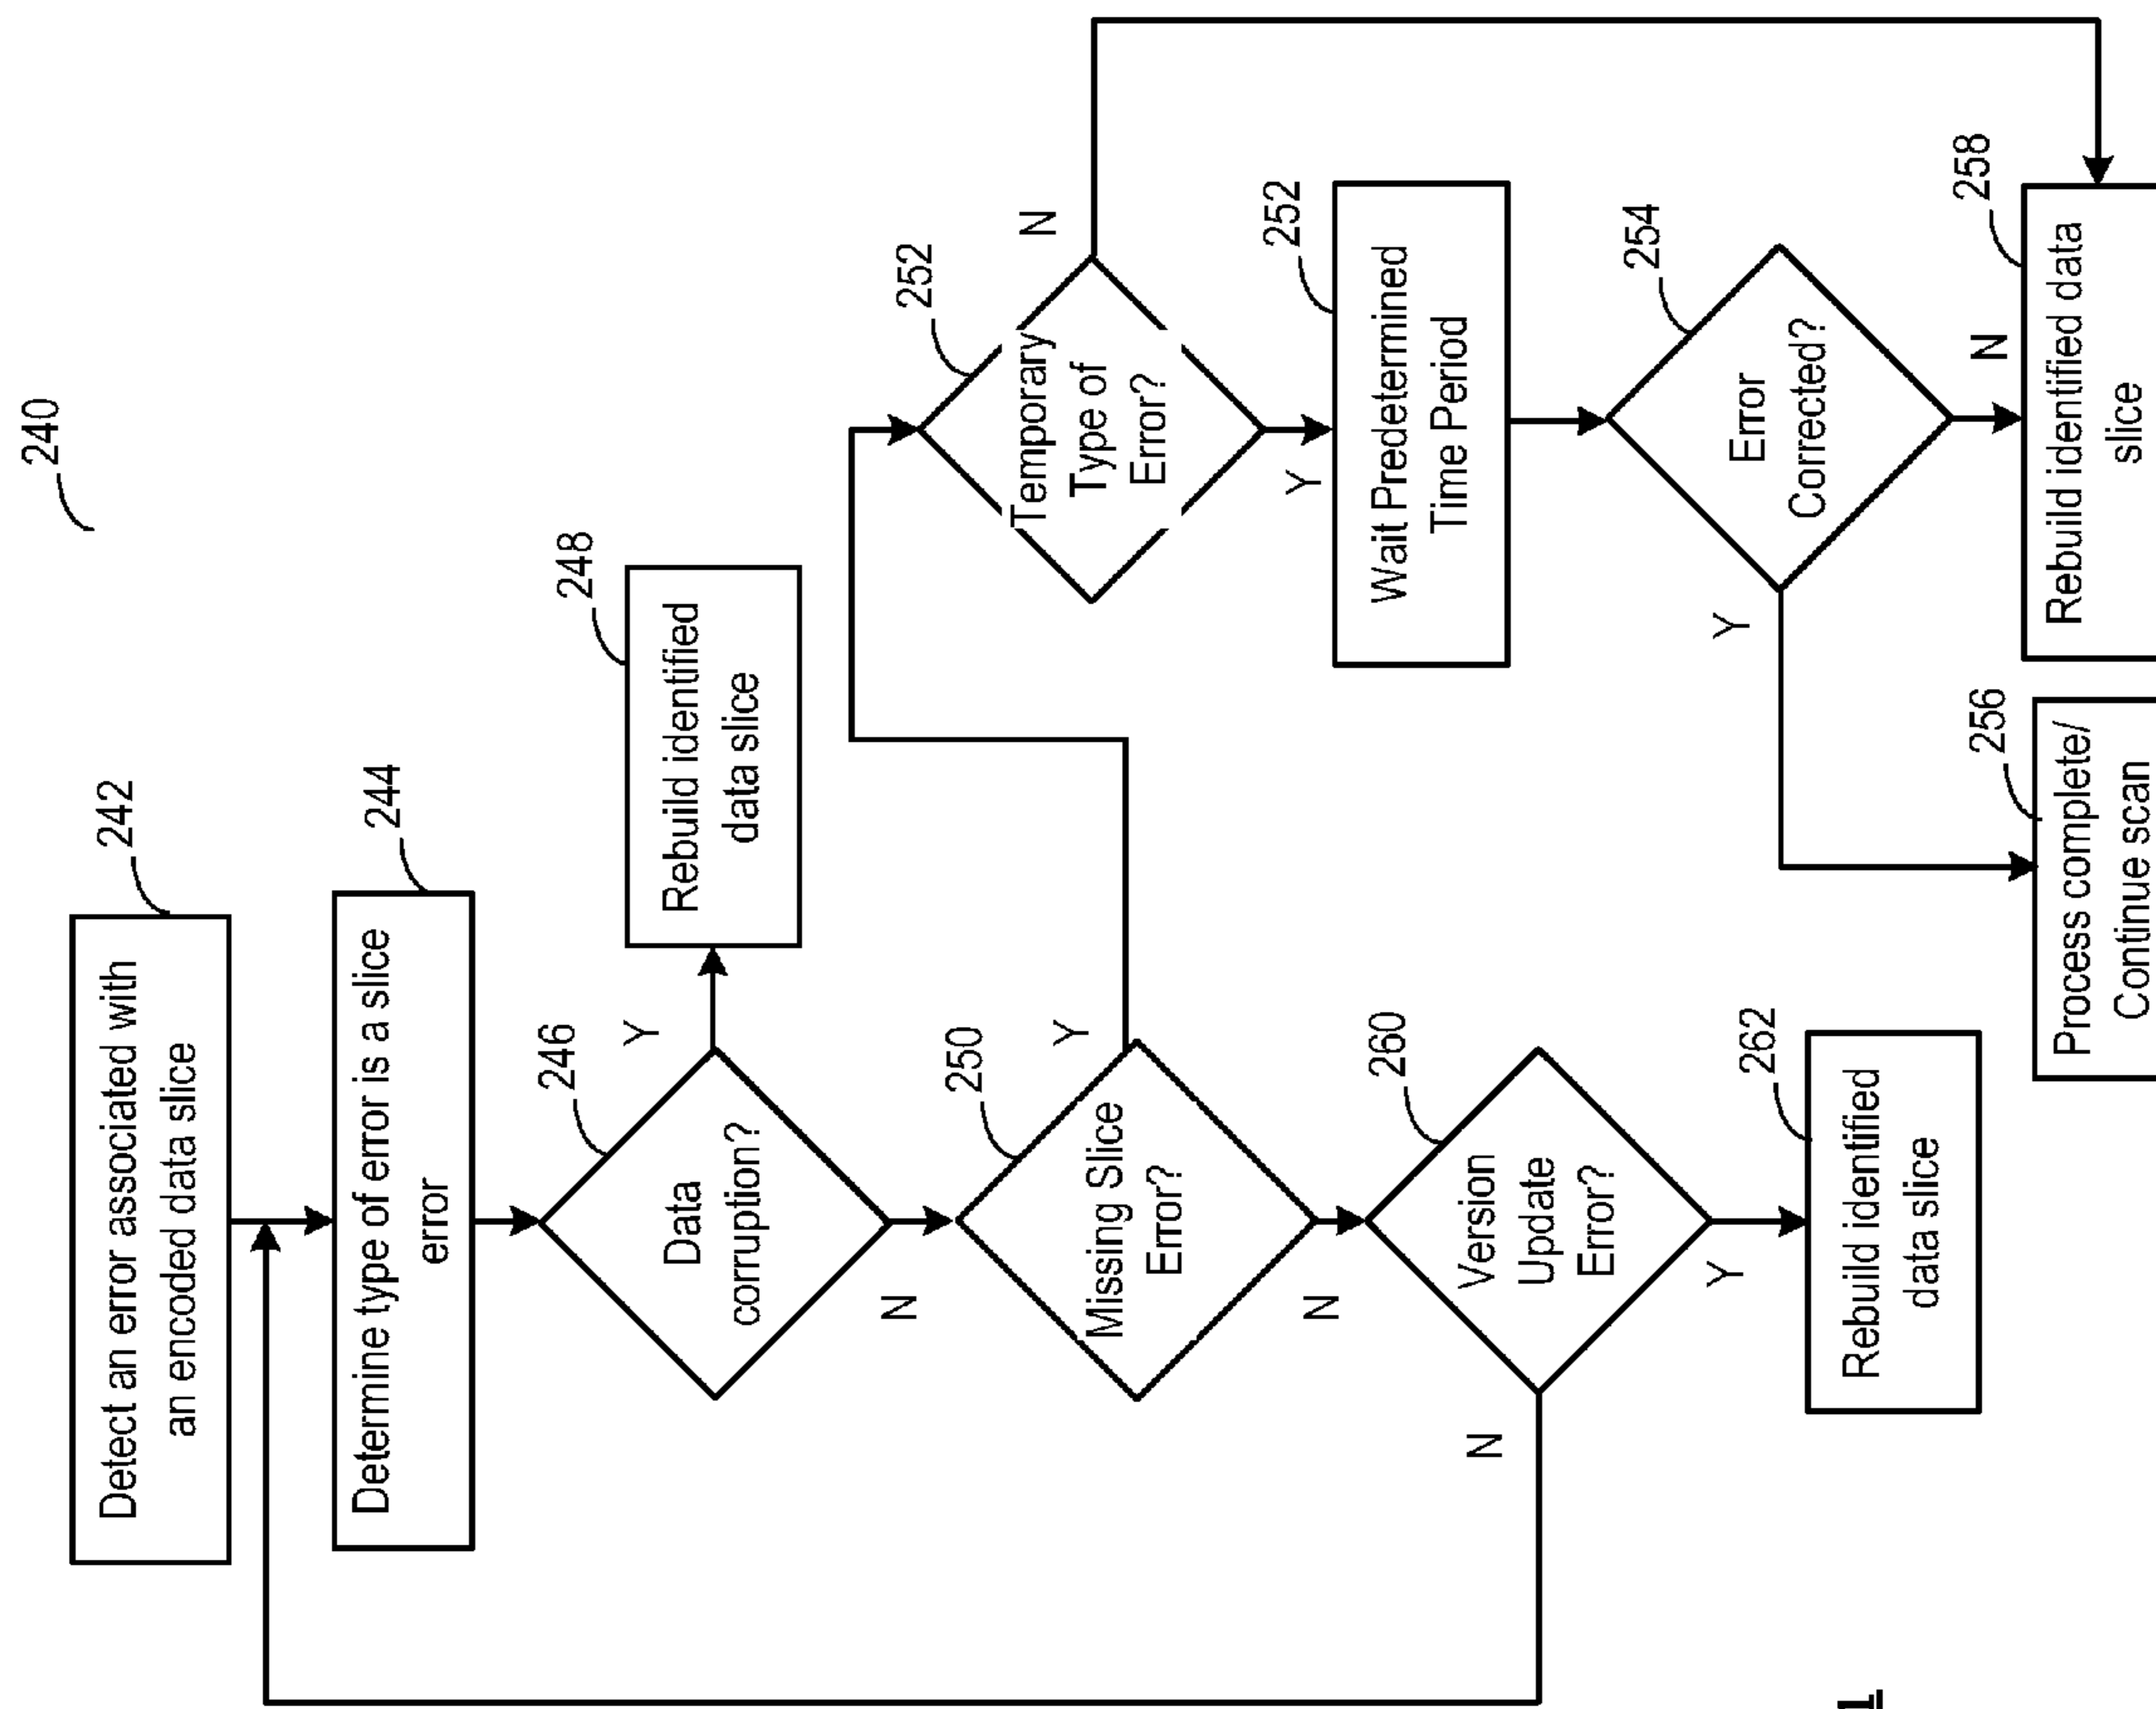 240
242
Detect an error associated with
an encoded data slice
244
Determine type of error is a slice
error
246
Data
corruption?
Y
N
248
Rebuild identified
data slice
250
Missing Slice
Error?
Y
N
252
Temporary
Type of
Error?
N
Y
252
Wait Predetermined
Time Period
254
Error
Corrected?
Y
N
256
Process complete/
Continue scan
258
Rebuild identified data
slice
260
Version
Update
Error?
N
Y
262
Rebuild identified
data slice